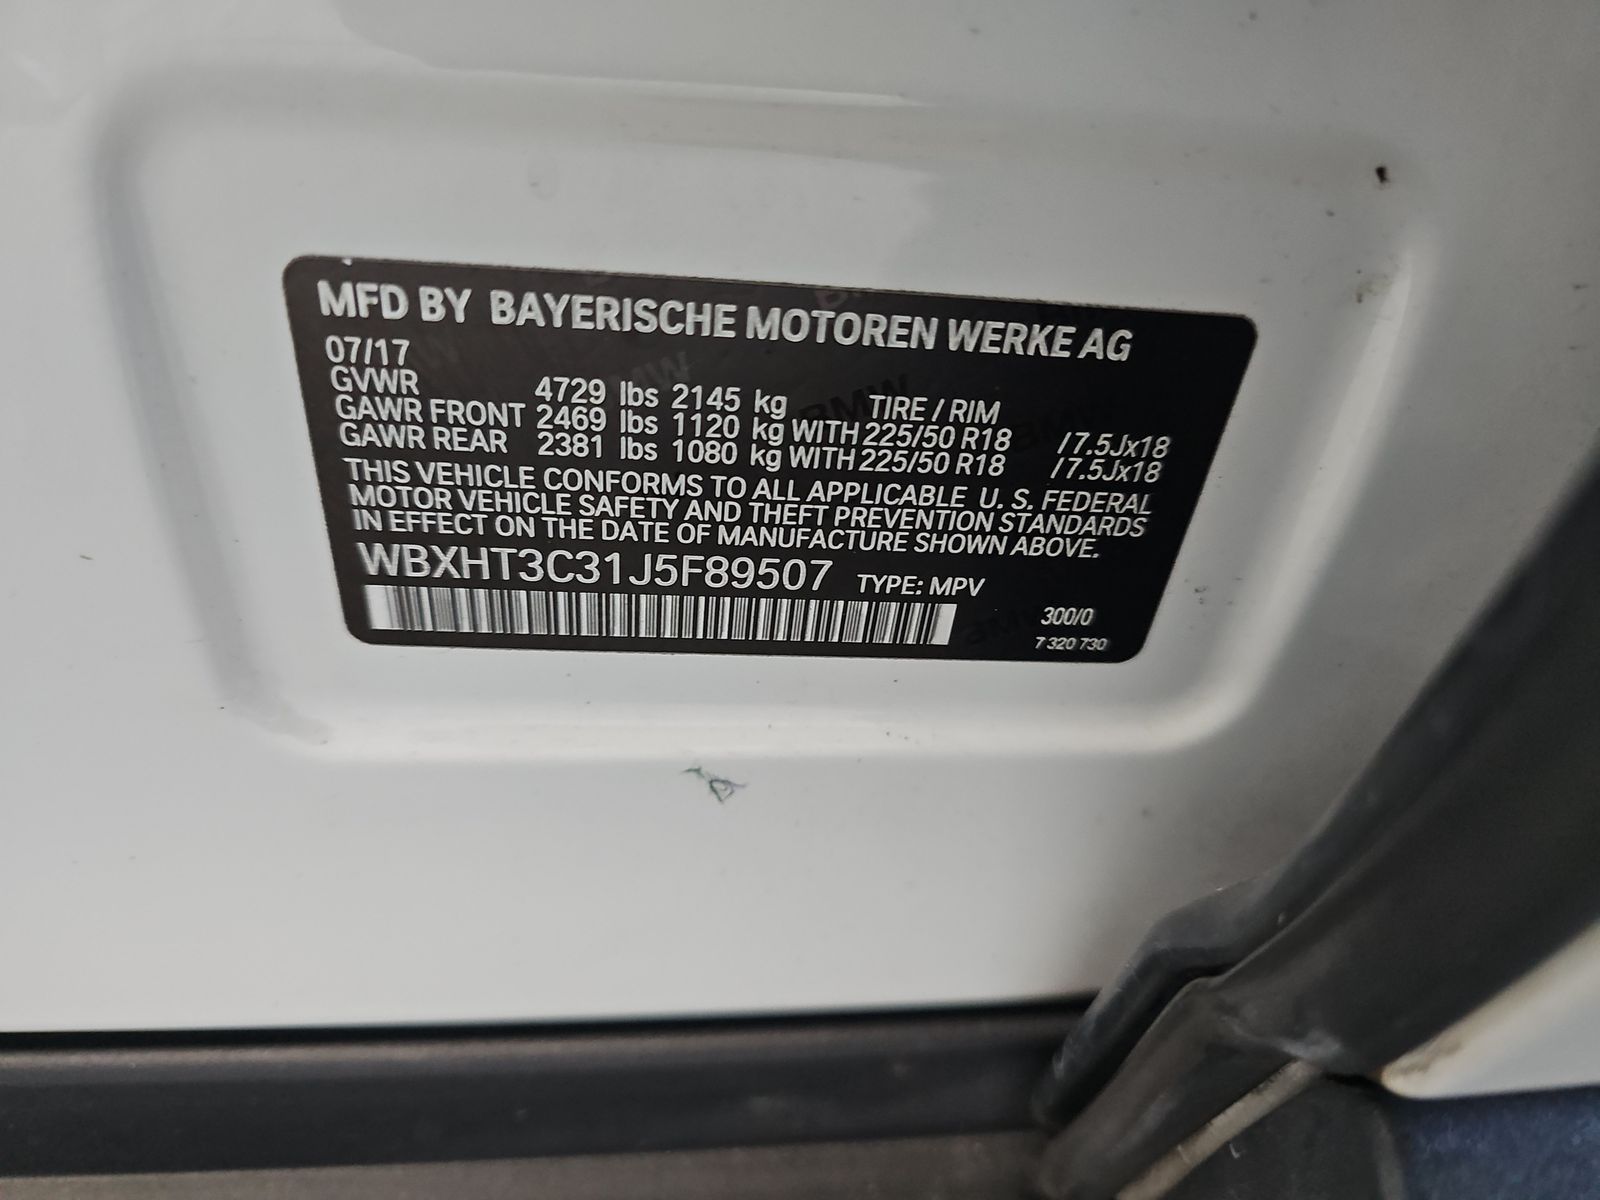 MFD BY BAYERISCHE MOTOREN WERKE AG
07/17
GVWR 4729 lbs 2145 kg TIRE / RIM
GAWR FRONT 2469 lbs 1120 kg WITH 225/50 R18 /7.5Jx18
GAWR REAR 2381 lbs 1080 kg WITH 225/50 R18 /7.5Jx18
THIS VEHICLE CONFORMS TO ALL APPLICABLE U. S. FEDERAL
MOTOR VEHICLE SAFETY AND THEFT PREVENTION STANDARDS
IN EFFECT ON THE DATE OF MANUFACTURE SHOWN ABOVE.
WBXHT3C31J5F89507 TYPE: MPV
300/0
7 320 730